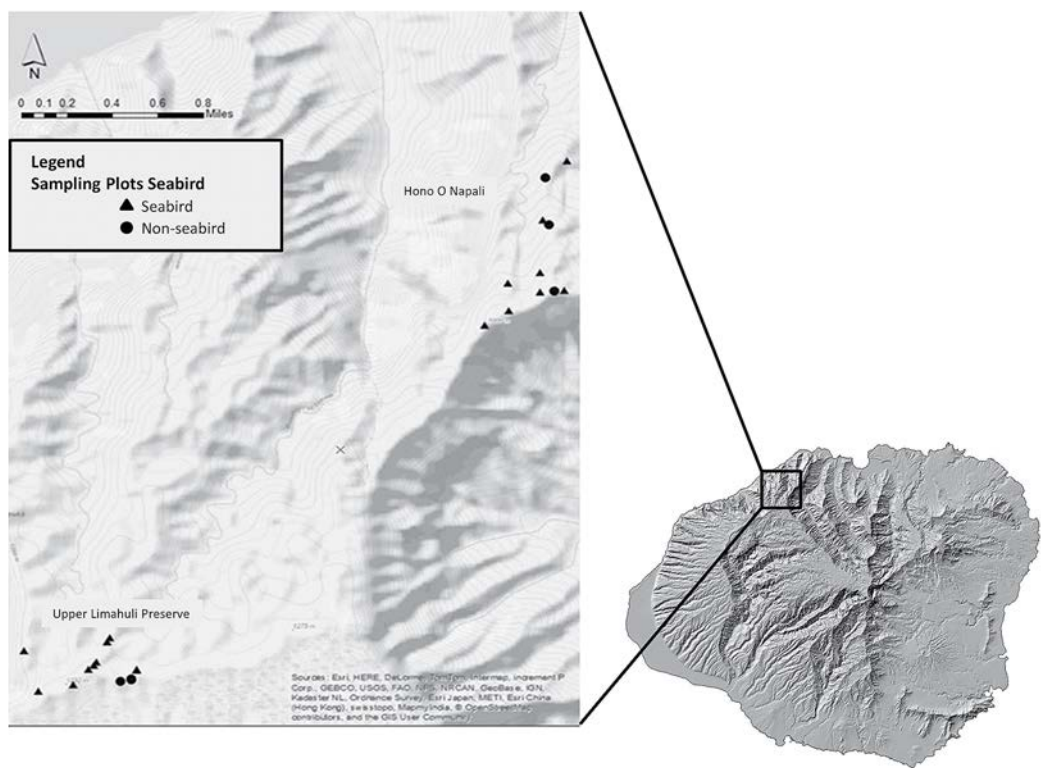 N
0 0.1 0.2 0.4 0.6 0.8
Miles
Legend
Sampling Plots Seabird
Seabird
Non-seabird
Hono O Napali
Upper Limahuli Preserve
Sources: Esri, HERE, DeLorme, TomTom, Intermap, increment P
Corp., GEBCO, USGS, FAO, NPS, NRCAN, GeoBase, IGN,
Kadaster NL, Ordnance Survey, Esri Japan, METI, Esri China
(Hong Kong), swisstopo, MapmyIndia, © OpenStreetMap
contributors, and the GIS User Community